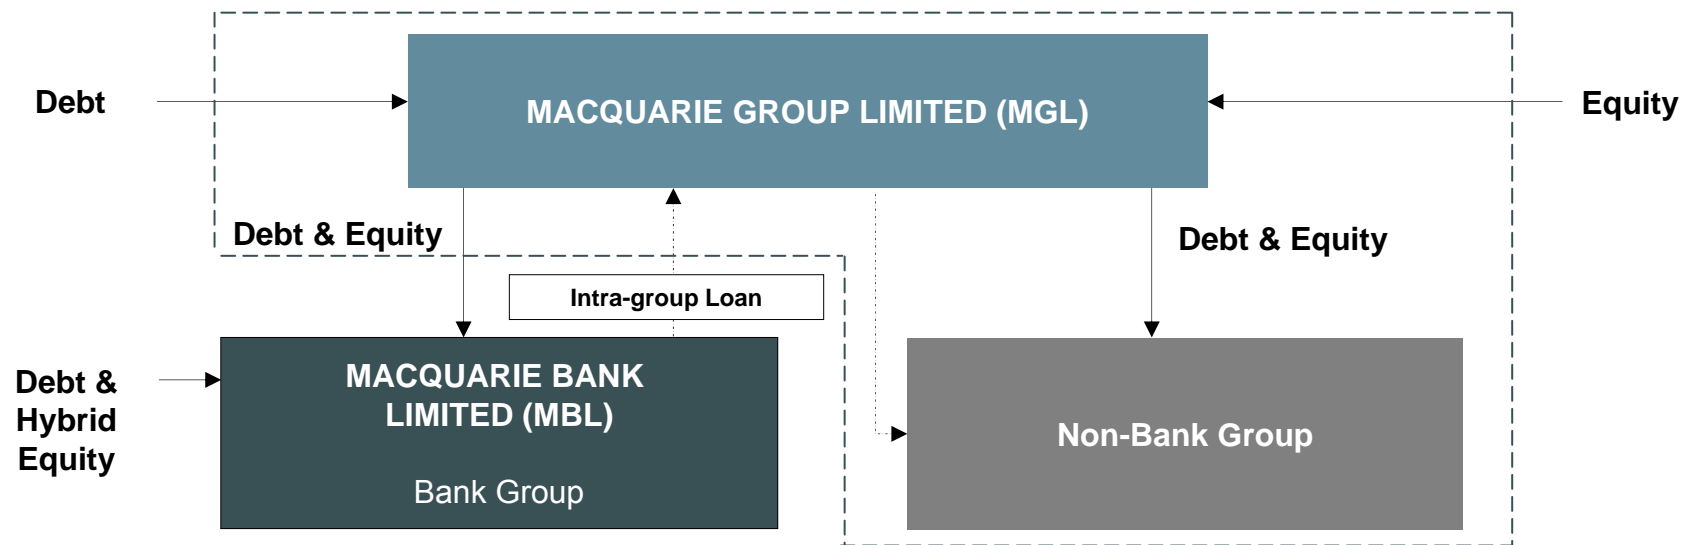 Debt
MACQUARIE GROUP LIMITED (MGL)
Equity
Debt & Equity
Debt & Equity
Intra-group Loan
Debt &
Hybrid
Equity
MACQUARIE BANK
LIMITED (MBL)
Bank Group
Non-Bank Group